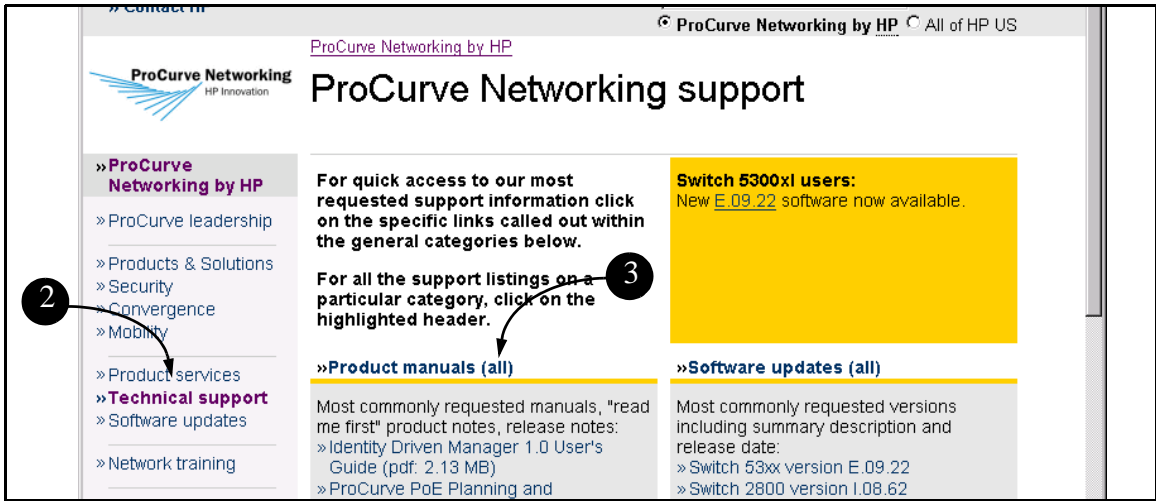 » Contact HP
ProCurve Networking by HP All of HP US
ProCurve Networking by HP
ProCurve Networking
HP Innovation
ProCurve Networking support
»ProCurve
Networking by HP
»ProCurve leadership
»Products & Solutions
»Security
»Convergence
»Mobility
»Product services
»Technical support
»Software updates
»Network training
2
For quick access to our most
requested support information click
on the specific links called out within
the general categories below.
For all the support listings on a
particular category, click on the
highlighted header.
3
Switch 5300xl users:
New E.09.22 software now available.
»Product manuals (all)
Most commonly requested manuals, "read
me first" product notes, release notes:
»Identity Driven Manager 1.0 User's
Guide (pdf: 2.13 MB)
»ProCurve PoE Planning and
»Software updates (all)
Most commonly requested versions
including summary description and
release date:
»Switch 53xx version E.09.22
»Switch 2800 version I.08.62